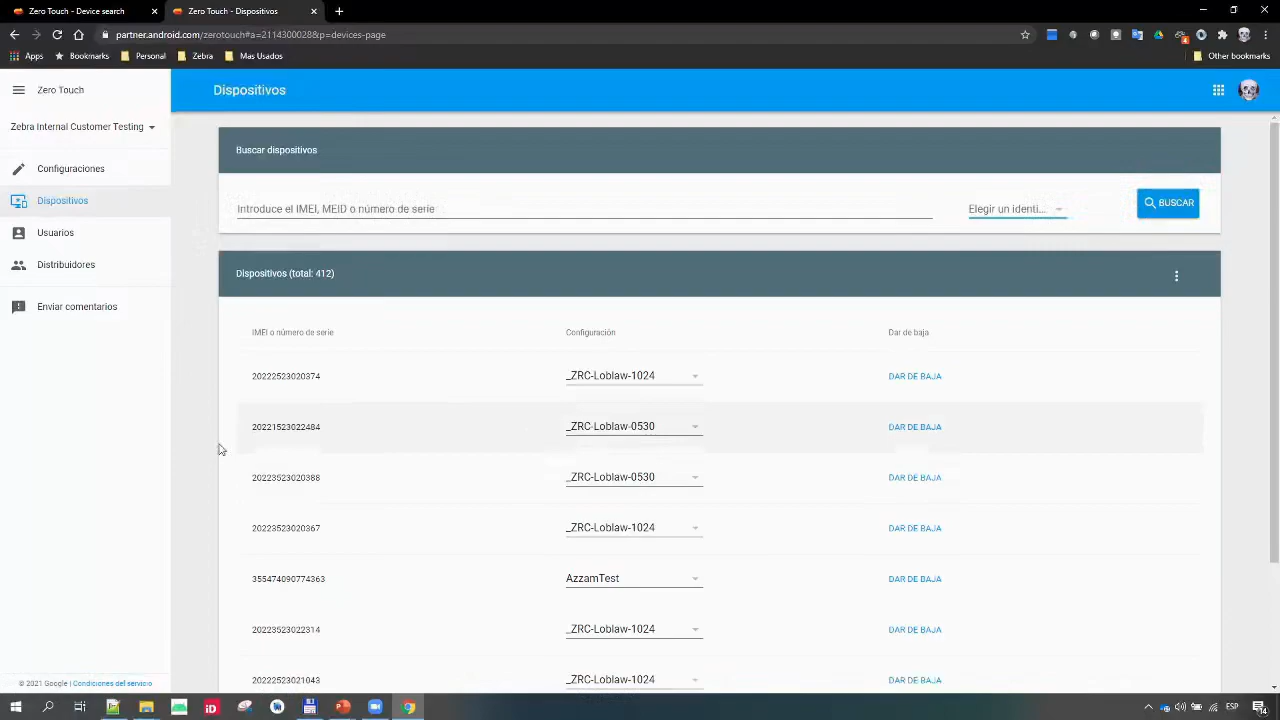 Zero Touch - Device search
Zero Touch - Dispositivos
partner.android.com/zerotouch#a=2114300028&p=devices-page
Apps
Bookmarks
Personal
Zebra
Mas Usados
Other bookmarks
Zero Touch
Dispositivos
Zebra Internal Customer Testing
Configuraciones
Dispositivos
Usuarios
Distribuidores
Enviar comentarios
Buscar dispositivos
Introduce el IMEI, MEID o número de serie
Elegir un identi...
BUSCAR
Dispositivos (total: 412)
IMEI o número de serie Configuración Dar de baja
20222523020374 _ZRC-Loblaw-1024 DAR DE BAJA
20221523022484 _ZRC-Loblaw-0530 DAR DE BAJA
20223523020388 _ZRC-Loblaw-0530 DAR DE BAJA
20223523020367 _ZRC-Loblaw-1024 DAR DE BAJA
355474090774363 AzzamTest DAR DE BAJA
20223523022314 _ZRC-Loblaw-1024 DAR DE BAJA
20222523021043 _ZRC-Loblaw-1024 DAR DE BAJA
© 2021 Google | Condiciones del servicio
iD
ESP